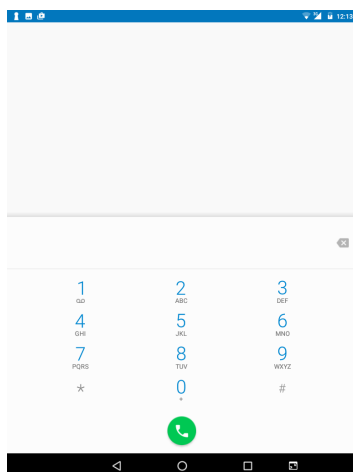 12:13
1 2 3
GO ABC DEF
4 5 6
GHI JKL MNO
7 8 9
PQRS TUV WXYZ
* 0 #
+